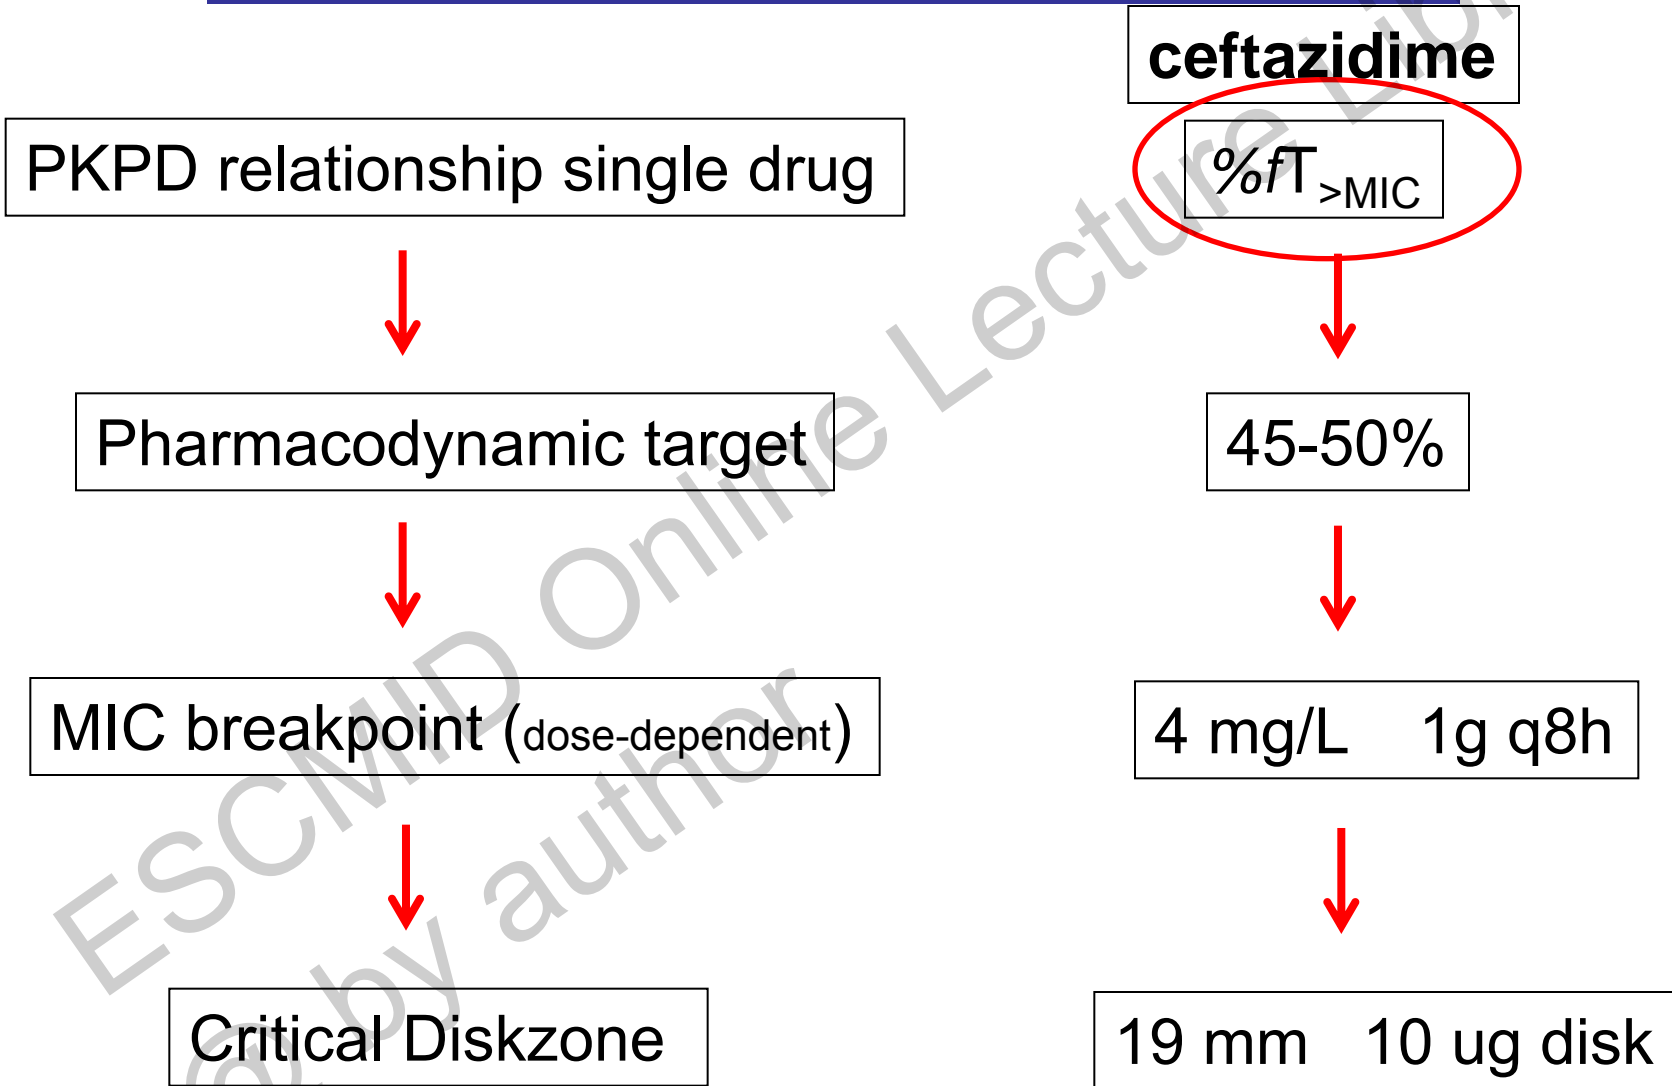 ceftazidime
PKPD relationship single drug
%fT>MIC
Pharmacodynamic target
45-50%
MIC breakpoint (dose-dependent)
4 mg/L 1g q8h
Critical Diskzone
19 mm 10 ug disk
ESCMID Online Lecture Libr
@ by author